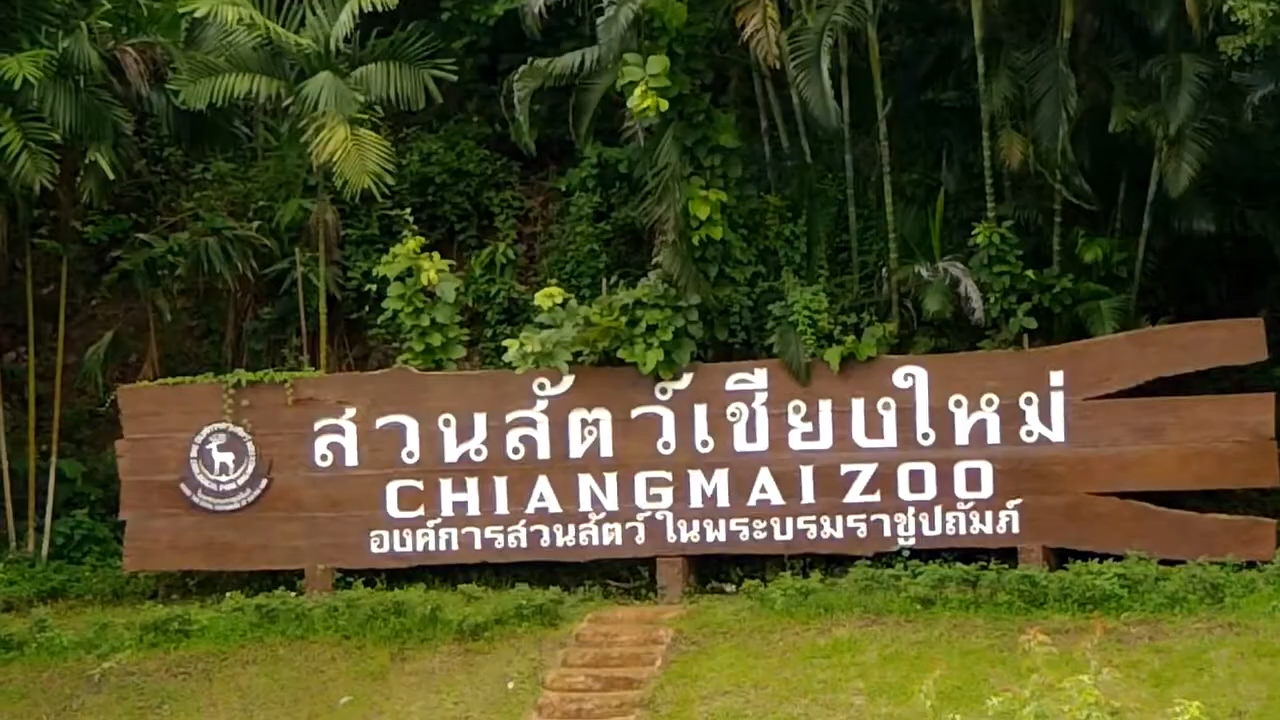 สวนสัตว์เชียงใหม่
CHIANGMAI ZOO
องค์การสวนสัตว์ ในพระบรมราชูปถัมภ์